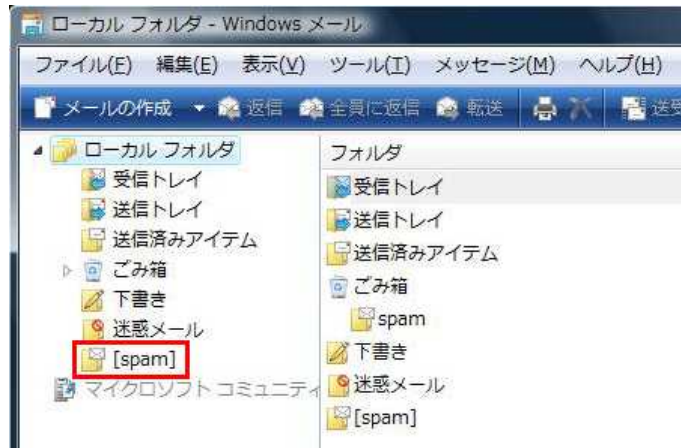 ローカル フォルダ - Windows メール
ファイル(F) 編集(E) 表示(V) ツール(T) メッセージ(M) ヘルプ(H)
メールの作成 返信 全員に返信 転送 送受
ローカル フォルダ
受信トレイ
送信トレイ
送信済みアイテム
ごみ箱
下書き
迷惑メール
[spam]
マイクロソフト コミュニティ
フォルダ
受信トレイ
送信トレイ
送信済みアイテム
ごみ箱
spam
下書き
迷惑メール
[spam]